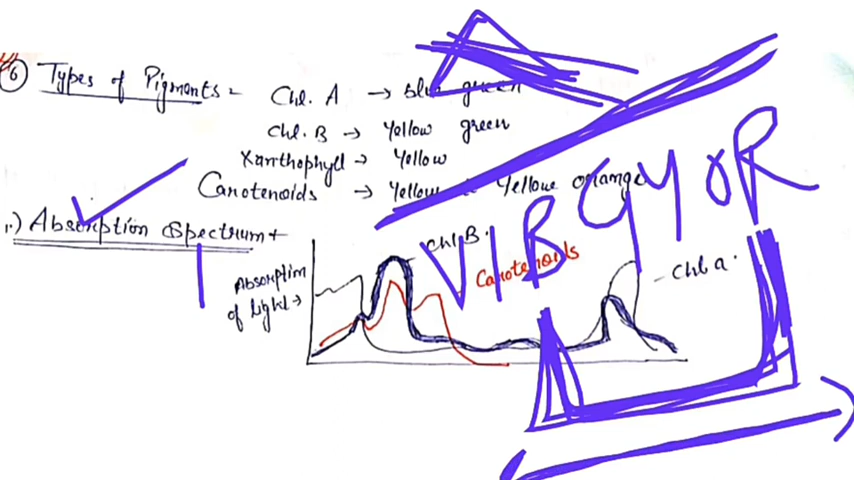 6 Types of Pigments - Chl. A → blue green
Chl. B → Yellow green
Xanthophyll → Yellow
Carotenoids → Yellow Yellow orange
Absorption Spectrum
VIBGYOR
Chl B.
Carotenoids
Absorption of light →
Chl a.